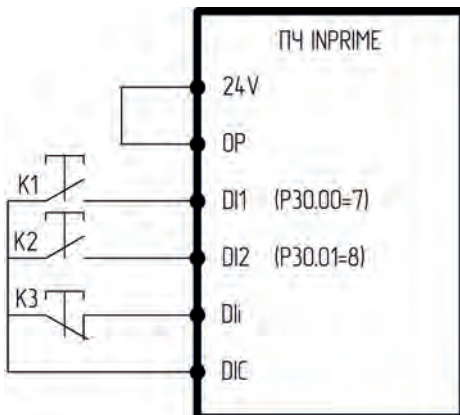 ПЧ INPRIME
24V
OP
K1
DI1 (P30.00=7)
K2
DI2 (P30.01=8)
K3
DIi
DIC